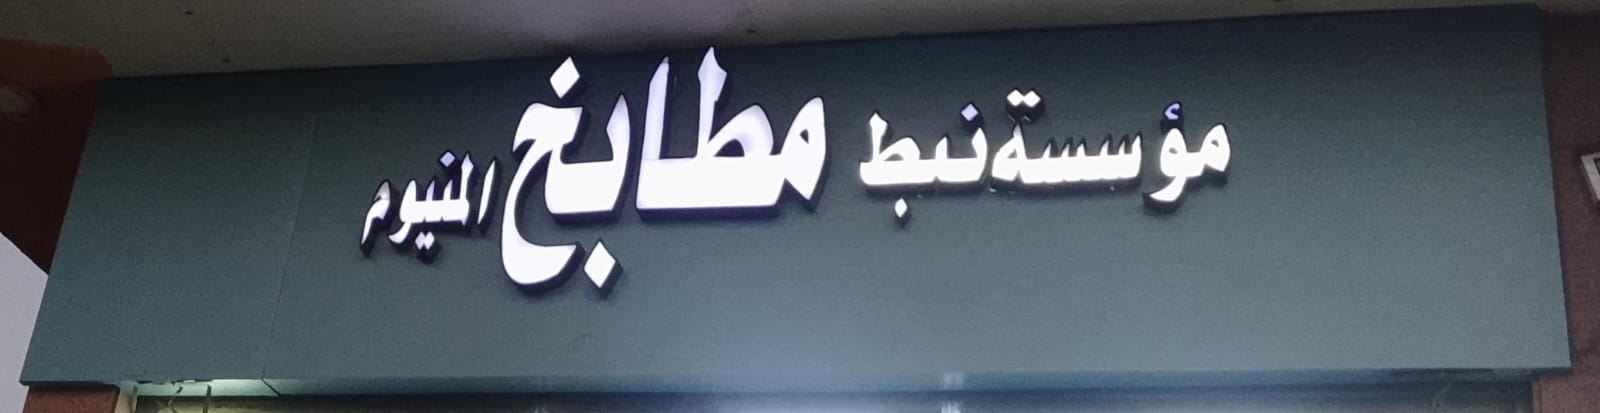 مؤسسة نبط مطابخ المنيوم